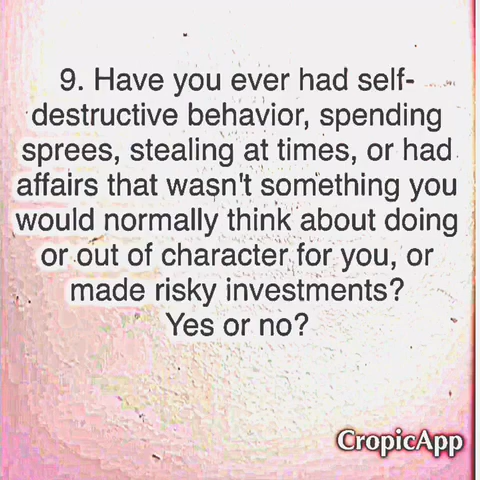 9. Have you ever had self-
destructive behavior, spending
sprees, stealing at times, or had
affairs that wasn't something you
would normally think about doing
or out of character for you, or
made risky investments?
Yes or no?
CropicApp